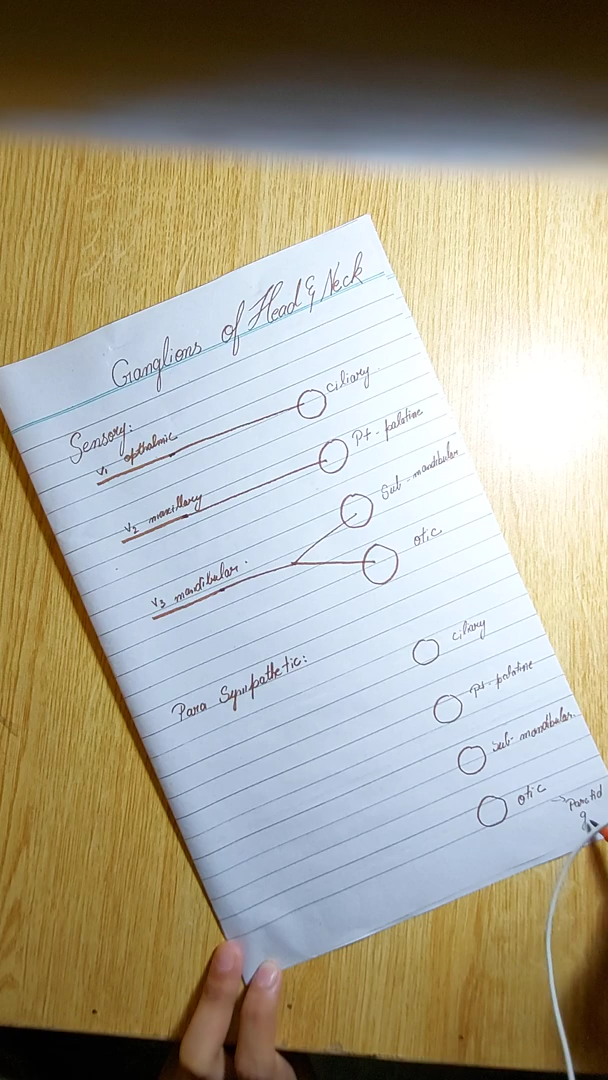 Ganglions of Head & Neck
Sensory:
V₁ opthalmic
ciliary
V₂ maxillary
Pt - palatine
V₃ mandibular.
Sub - mandibular
otic
Para Sympathetic:
ciliary
pt - palatine
Sub - mandibular
otic → Parotid
g